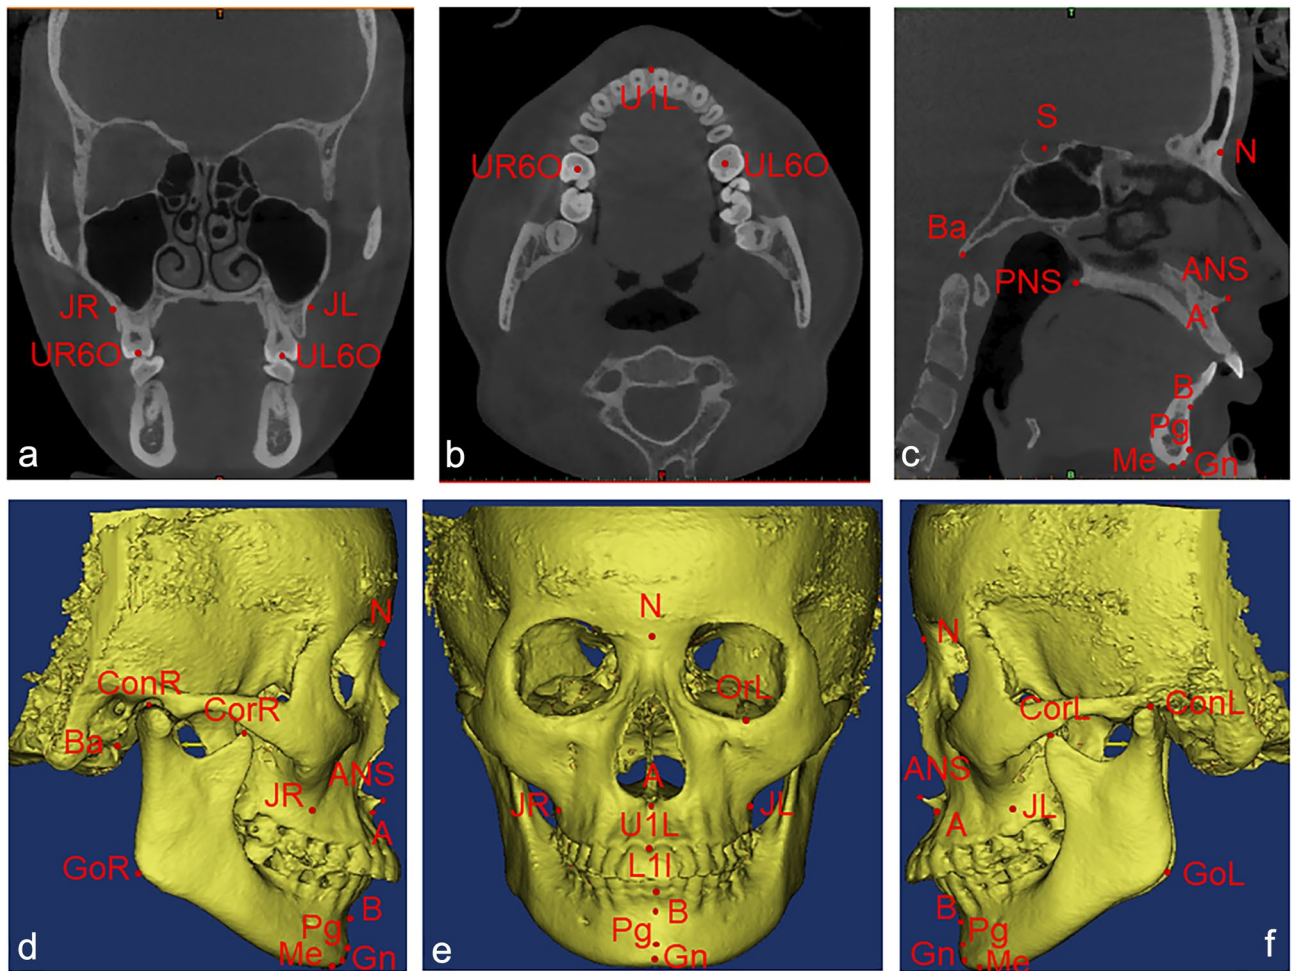 T
JR
JL
UR6O
UL6O
a
U1L
UR6O
UL6O
b
T
S
N
Ba
PNS
ANS
A
B
Pg
Me
Gn
c
N
ConR
CorR
Ba
ANS
JR
A
GoR
B
Pg
Me
Gn
d
N
OrL
A
JR
JL
U1L
L1I
B
Pg
Gn
e
N
CorL
ConL
ANS
A
JL
GoL
B
Pg
Gn
Me
f